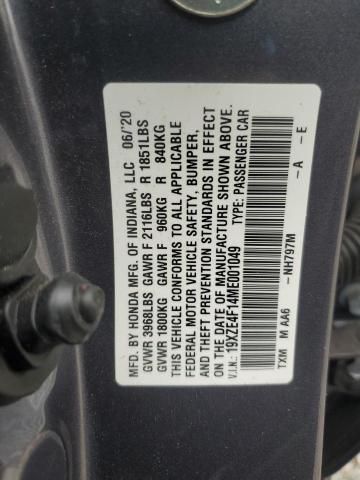 MFD. BY HONDA MFG. OF INDIANA, LLC 06/'20
GVWR 3968LBS GAWR F 2116LBS R 1851LBS
GVWR 1800KG GAWR F 960KG R 840KG
THIS VEHICLE CONFORMS TO ALL APPLICABLE
FEDERAL MOTOR VEHICLE SAFETY, BUMPER,
AND THEFT PREVENTION STANDARDS IN EFFECT
ON THE DATE OF MANUFACTURE SHOWN ABOVE.
V.I.N.: 19XZE4F14ME001049 TYPE: PASSENGER CAR
TXM M AA6 -NH797M -A -E